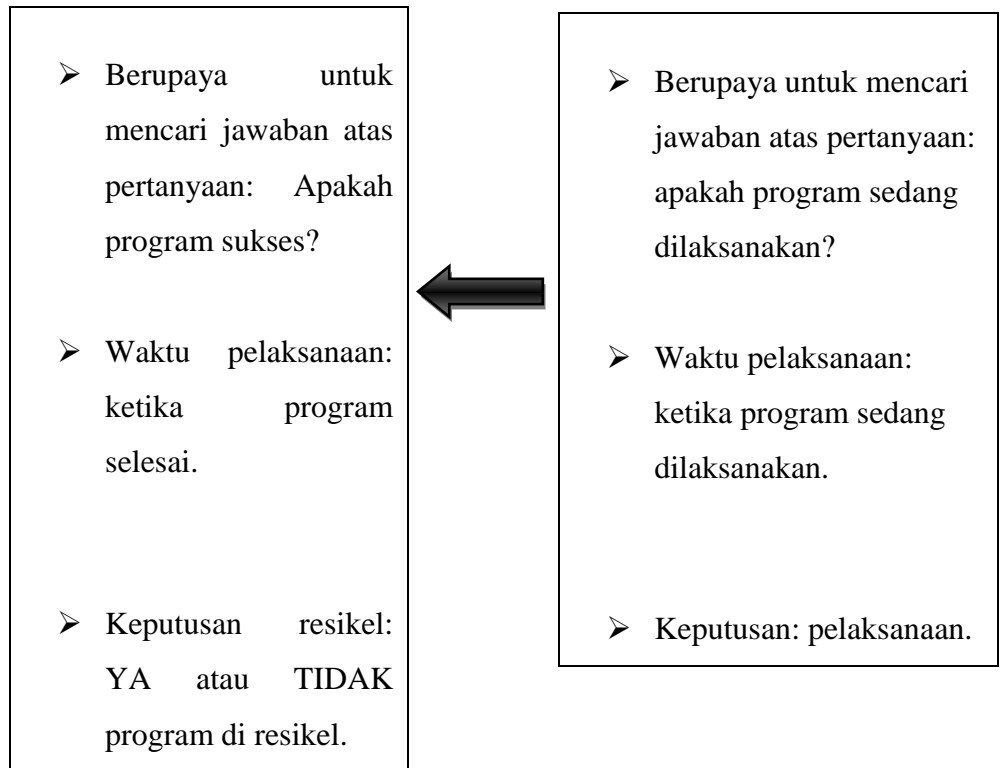 ➢ Berupaya untuk
mencari jawaban atas
pertanyaan: Apakah
program sukses?
➢ Waktu pelaksanaan:
ketika program
selesai.
➢ Keputusan resikel:
YA atau TIDAK
program di resikel.
➢ Berupaya untuk mencari
jawaban atas pertanyaan:
apakah program sedang
dilaksanakan?
➢ Waktu pelaksanaan:
ketika program sedang
dilaksanakan.
➢ Keputusan: pelaksanaan.